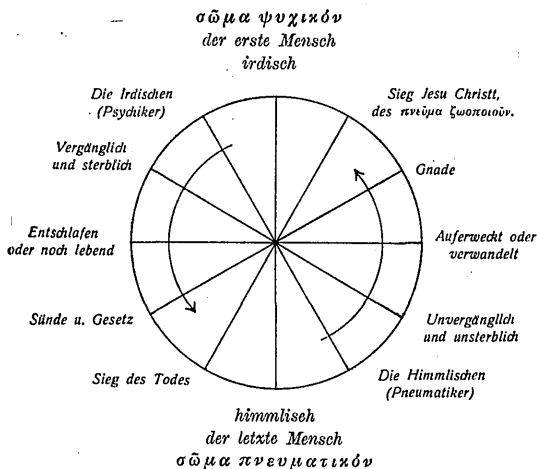 σῶμα ψυχικόν
der erste Mensch
irdisch
Die Irdischen
(Psychiker)
Sieg Jesu Christt,
des πνεῦμα ζωοποιοῦν.
Vergänglich
und sterblich
Gnade
Entschlafen
oder noch lebend
Auferweckt oder
verwandelt
Sünde u. Gesetz
Unvergänglich
und unsterblich
Sieg des Todes
Die Himmlischen
(Pneumatiker)
himmlisch
der letzte Mensch
σῶμα πνευματικόν